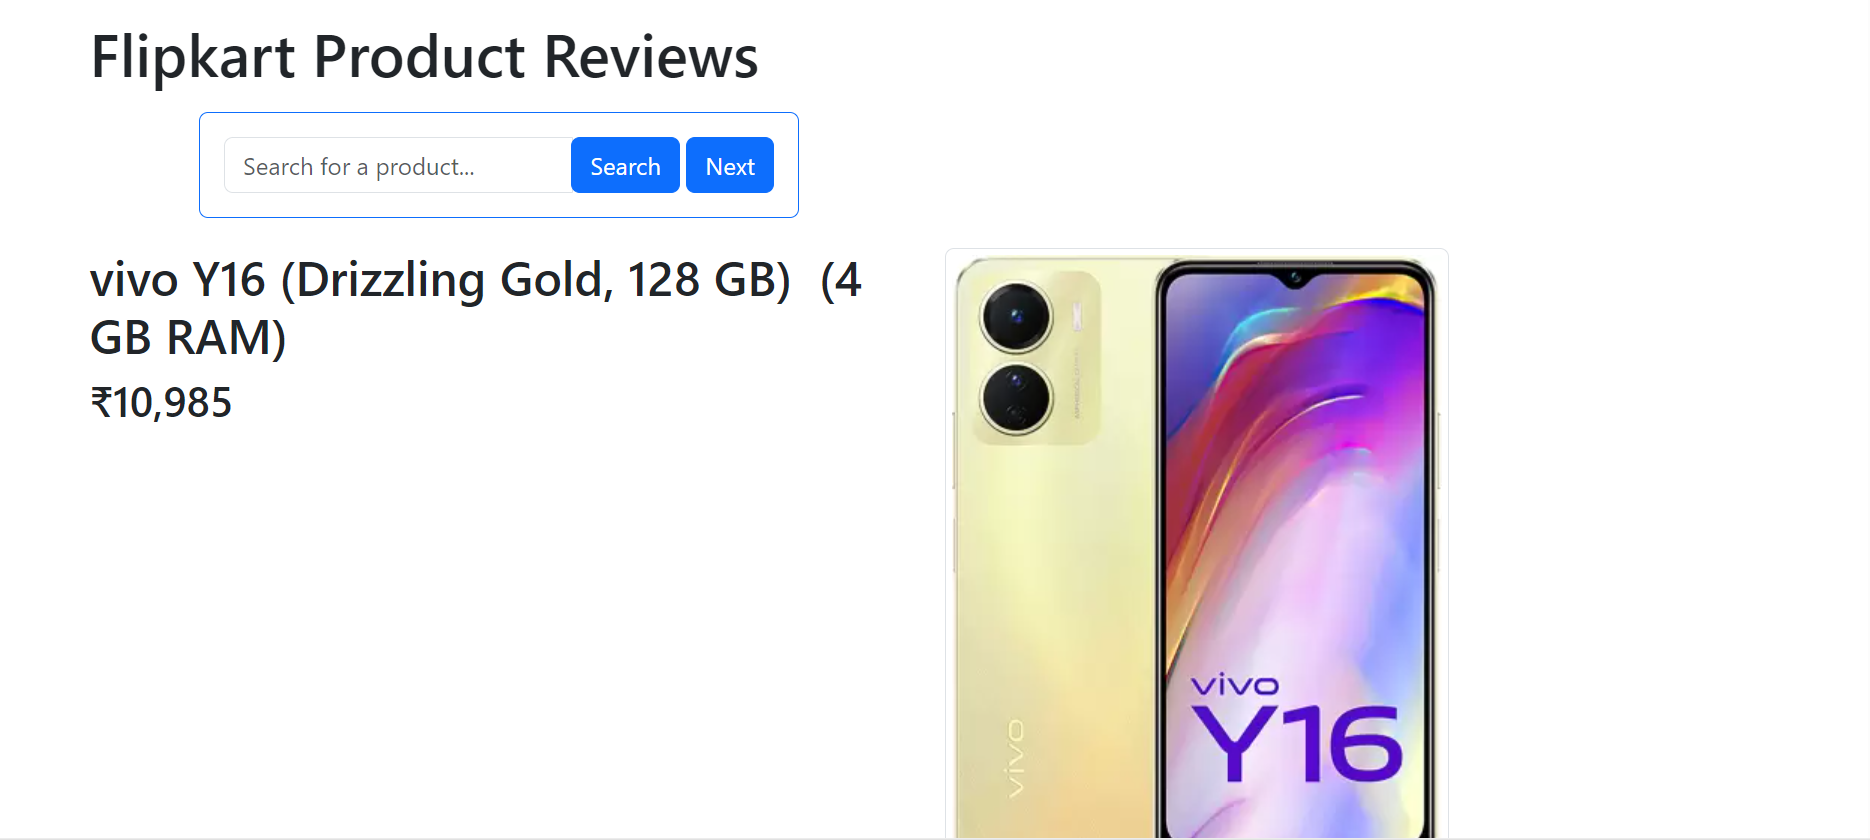 Flipkart Product Reviews
Search for a product...
Search
Next
vivo Y16 (Drizzling Gold, 128 GB)  (4
GB RAM)
₹10,985
vivo
vivo
Y16